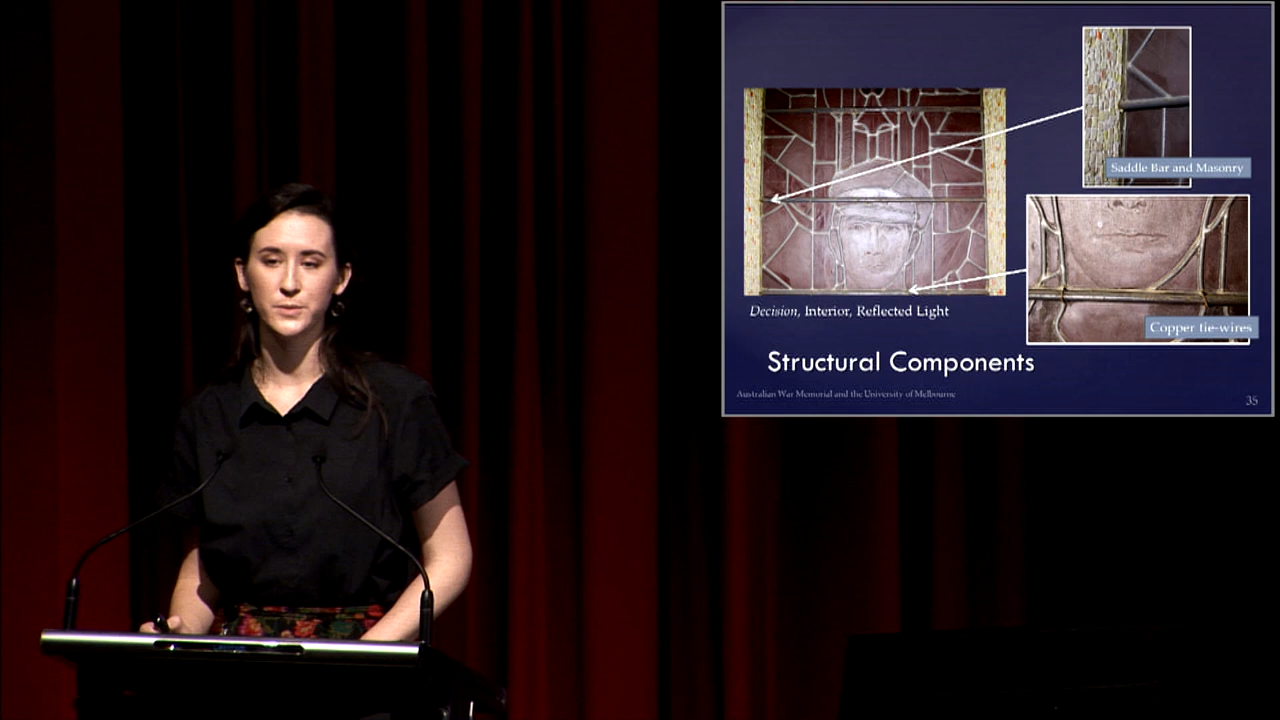 Saddle Bar and Masonry
Decision, Interior, Reflected Light
Copper tie-wires
Structural Components
Australian War Memorial and the University of Melbourne
35